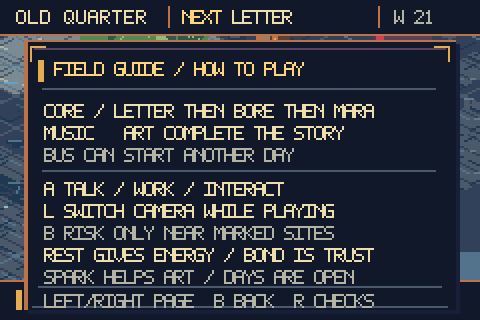 OLD QUARTER NEXT LETTER W 21
FIELD GUIDE / HOW TO PLAY
CORE / LETTER THEN BORE THEN MARA
MUSIC ART COMPLETE THE STORY
BUS CAN START ANOTHER DAY
A TALK / WORK / INTERACT
L SWITCH CAMERA WHILE PLAYING
B RISK ONLY NEAR MARKED SITES
REST GIVES ENERGY / BOND IS TRUST
SPARK HELPS ART / DAYS ARE OPEN
LEFT/RIGHT PAGE B BACK R CHECKS